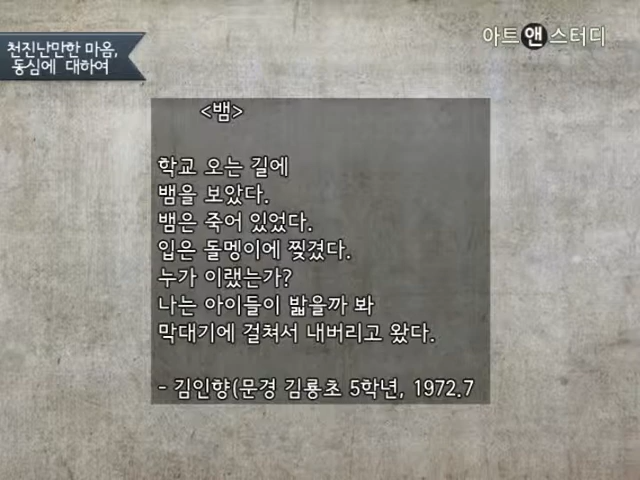 천진난만한 마음,
동심에 대하여
아트앤스터디
<뱀>
학교 오는 길에
뱀을 보았다.
뱀은 죽어 있었다.
입은 돌멩이에 찢겼다.
누가 이랬는가?
나는 아이들이 밟을까 봐
막대기에 걸쳐서 내버리고 왔다.
- 김인향(문경 김룡초 5학년, 1972.7